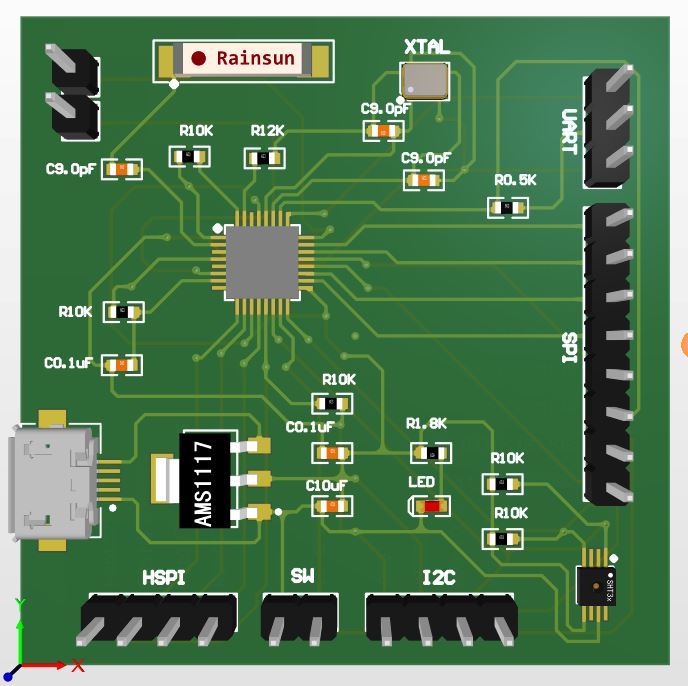 Rainsun
XTAL
C9.0pF
R10K
R12K
UART
C9.0pF
C9.0pF
R0.5K
R10K
SPI
C0.1uF
R10K
C0.1uF
R1.8K
AMS1117
R10K
C10uF
LED
R10K
SHT3x
HSPI
SW
I2C
Y
X